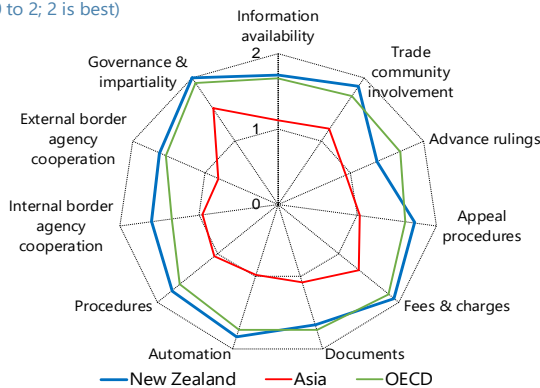 to 2; 2 is best)
Information
availability
Trade
community
involvement
Advance rulings
Appeal
procedures
Fees & charges
Documents
Automation
Procedures
Internal border
agency
cooperation
External border
agency
cooperation
Governance &
impartiality
2
1
0
New Zealand
Asia
OECD